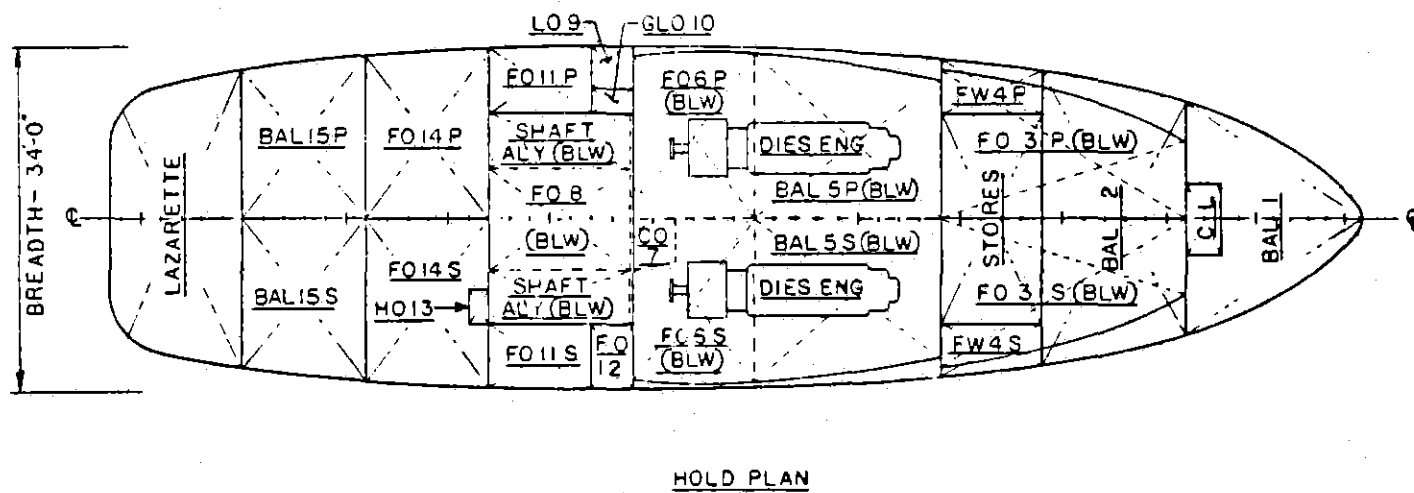 LO 9
GLO 10
BREADTH- 34'-0"
LAZARETTE
BAL 15 P
BAL 15 S
FO 14 P
FO 14 S
HO 13
FO 11 P
SHAFT
ALY (BLW)
FO 8
(BLW)
SHAFT
ALY (BLW)
FO 11 S
FO
12
CO
7
FO 6 P
(BLW)
DIES ENG
BAL 5 P (BLW)
BAL 5 S (BLW)
DIES ENG
(BLW)
STORES
FW 4 P
FO 3 P (BLW)
BAL 2
FO 3 S (BLW)
FW 4 S
C L
BAL 1
HOLD PLAN